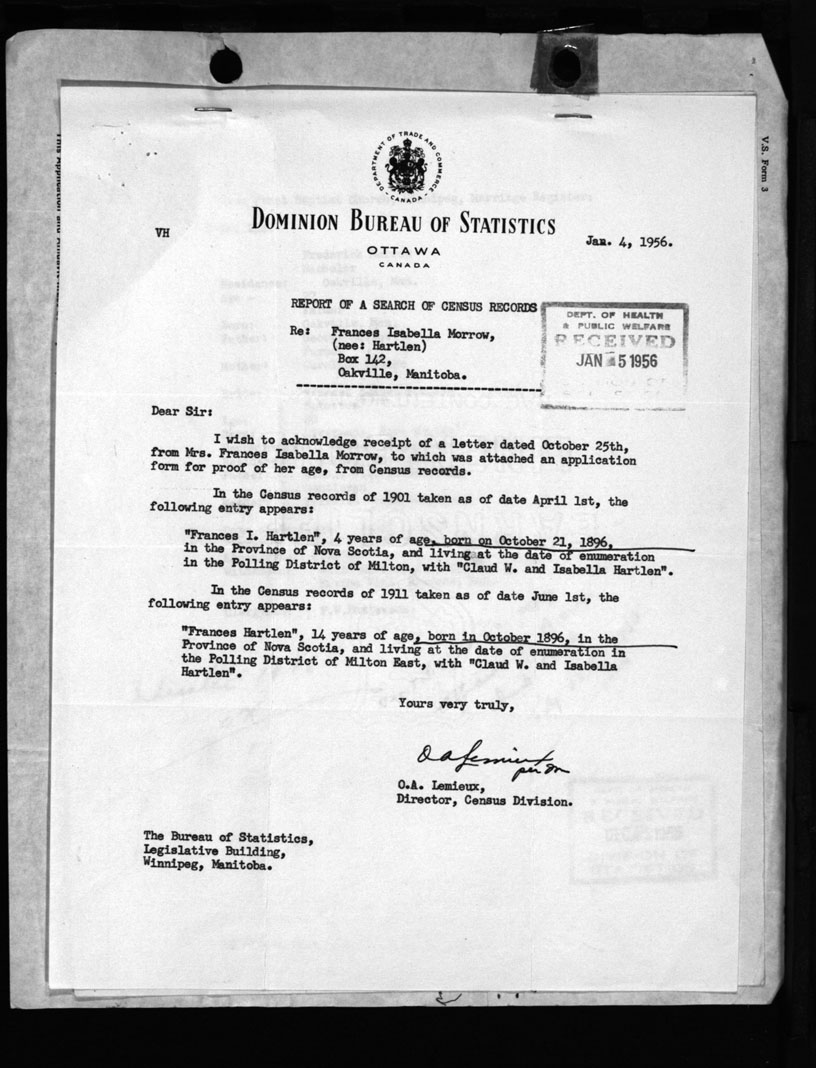 V.S. Form 3
DEPARTMENT OF TRADE AND COMMERCE
CANADA
DOMINION BUREAU OF STATISTICS
VH
OTTAWA
CANADA
Jan. 4, 1956.
REPORT OF A SEARCH OF CENSUS RECORDS
Re: Frances Isabella Morrow,
(nee: Hartlen)
Box 142,
Oakville, Manitoba.
DEPT. OF HEALTH
& PUBLIC WELFARE
RECEIVED
JAN 5 1956
Dear Sir:
I wish to acknowledge receipt of a letter dated October 25th,
from Mrs. Frances Isabella Morrow, to which was attached an application
form for proof of her age, from Census records.
In the Census records of 1901 taken as of date April 1st, the
following entry appears:
"Frances I. Hartlen", 4 years of age, born on October 21, 1896,
in the Province of Nova Scotia, and living at the date of enumeration
in the Polling District of Milton, with "Claud W. and Isabella Hartlen".
In the Census records of 1911 taken as of date June 1st, the
following entry appears:
"Frances Hartlen", 14 years of age, born in October 1896, in the
Province of Nova Scotia, and living at the date of enumeration in
the Polling District of Milton East, with "Claud W. and Isabella
Hartlen".
Yours very truly,
O A Lemieux
O.A. Lemieux,
Director, Census Division.
The Bureau of Statistics,
Legislative Building,
Winnipeg, Manitoba.